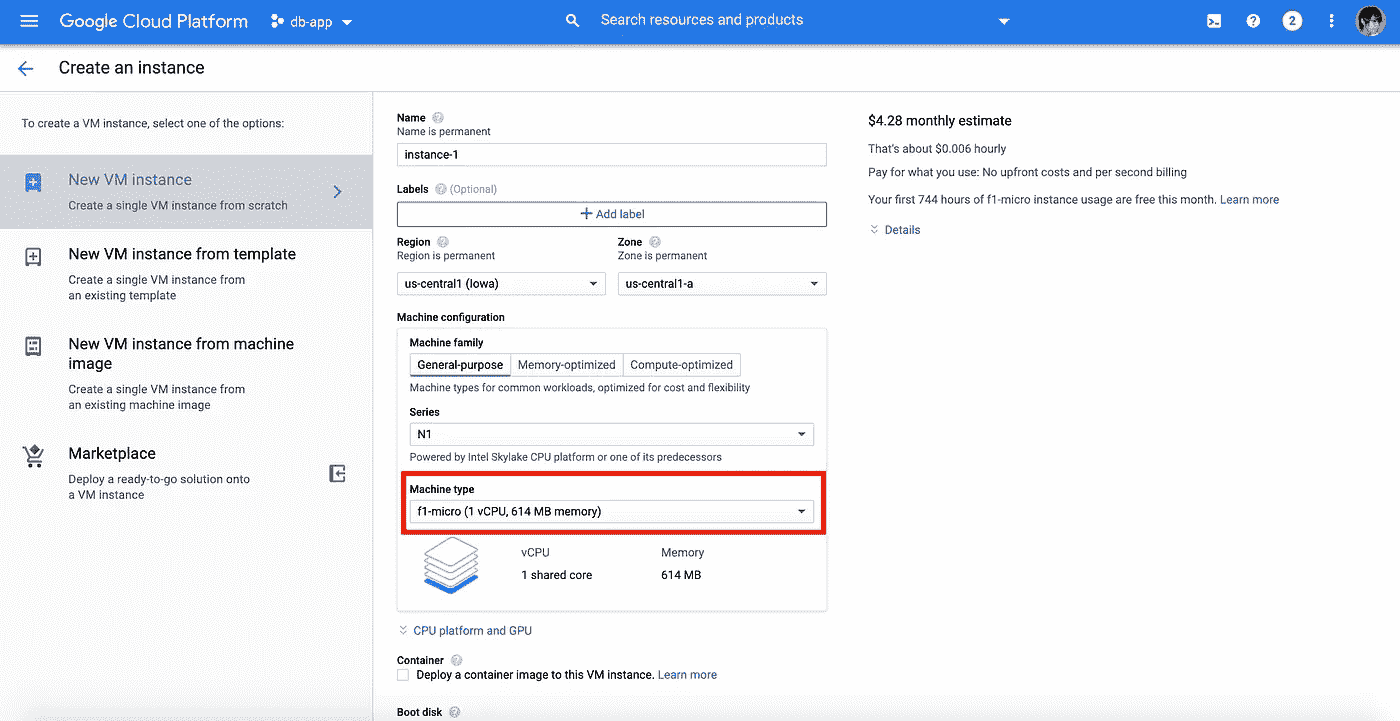 Google Cloud Platform
db-app
Search resources and products
2
Create an instance
To create a VM instance, select one of the options:
New VM instance
Create a single VM instance from scratch
New VM instance from template
Create a single VM instance from
an existing template
New VM instance from machine
image
Create a single VM instance from
an existing machine image
Marketplace
Deploy a ready-to-go solution onto
a VM instance
Name
Name is permanent
instance-1
Labels (Optional)
Add label
Region
Region is permanent
us-central1 (Iowa)
Zone
Zone is permanent
us-central1-a
Machine configuration
Machine family
General-purpose Memory-optimized Compute-optimized
Machine types for common workloads, optimized for cost and flexibility
Series
N1
Powered by Intel Skylake CPU platform or one of its predecessors
Machine type
f1-micro (1 vCPU, 614 MB memory)
vCPU
1 shared core
Memory
614 MB
CPU platform and GPU
Container
Deploy a container image to this VM instance. Learn more
Boot disk
$4.28 monthly estimate
That's about $0.006 hourly
Pay for what you use: No upfront costs and per second billing
Your first 744 hours of f1-micro instance usage are free this month. Learn more
Details